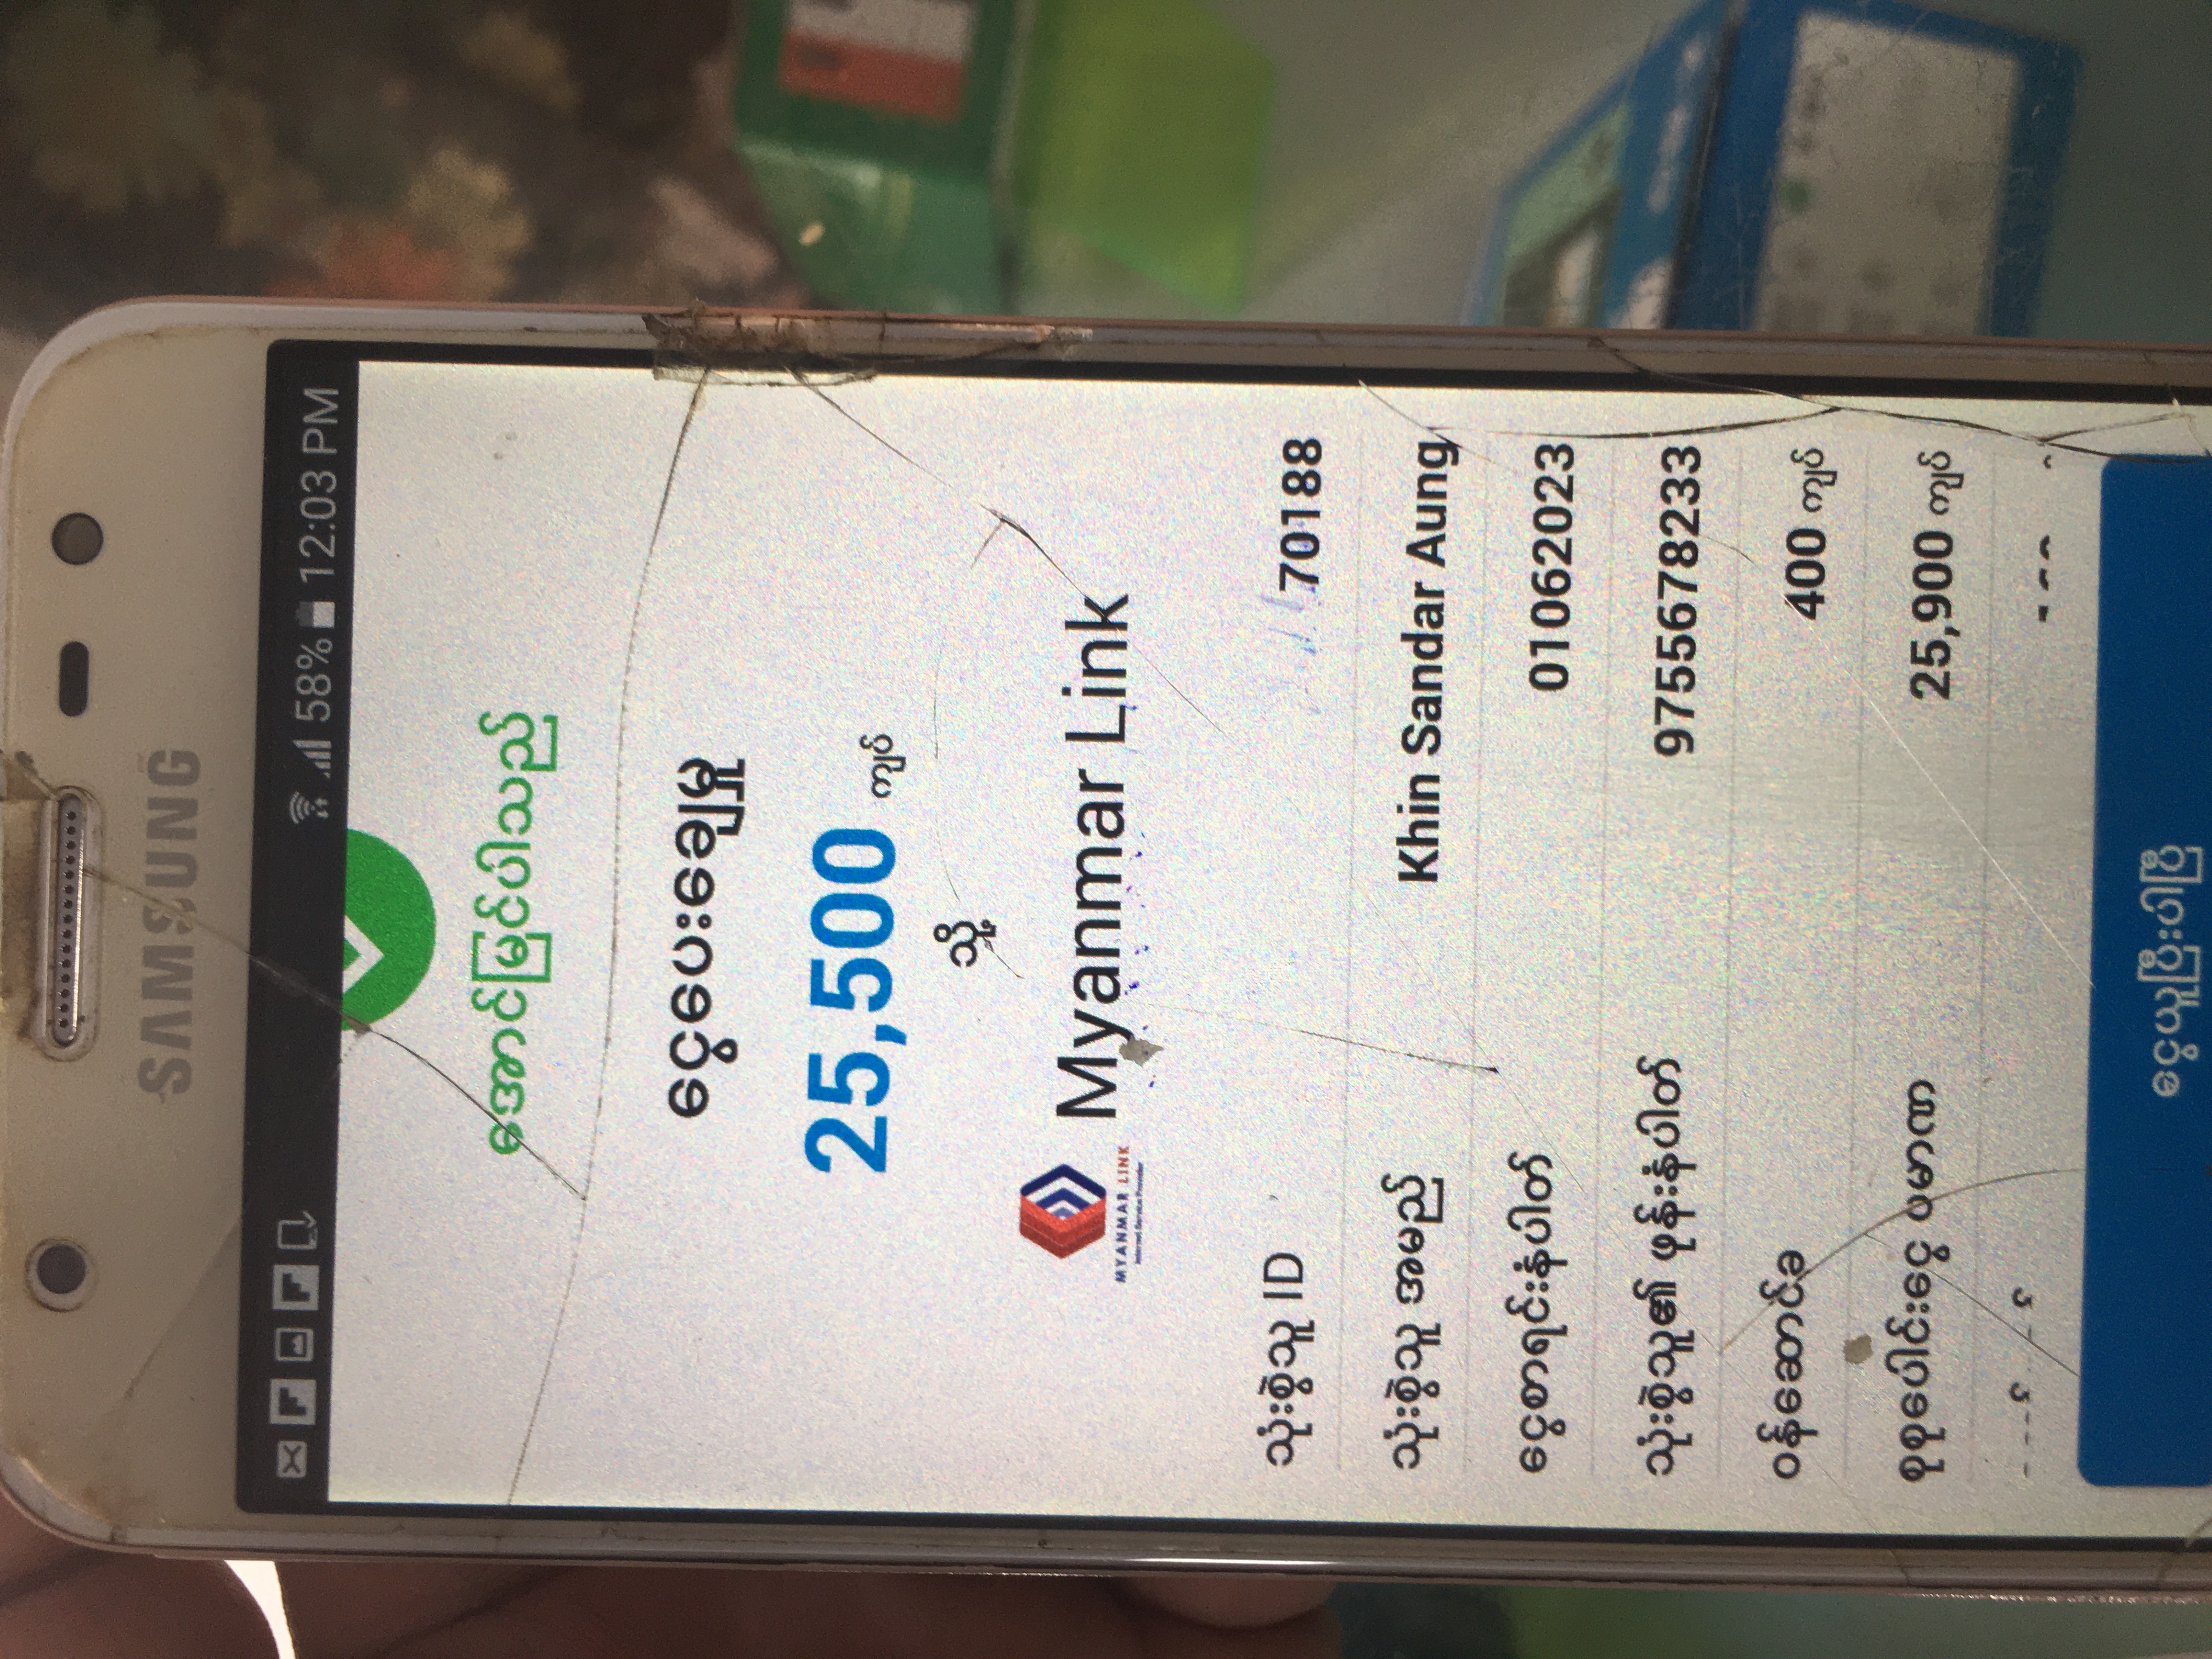 SAMSUNG
58% 12:03 PM
အောင်မြင်ပါသည်
ငွေပေးချေမှု
25,500 ကျပ်
သို့
MYANMAR LINK
Internet Service Provider
Myanmar Link
သုံးစွဲသူ ID 70188
သုံးစွဲသူ အမည် Khin Sandar Aung
ငွေစာရင်းနံပါတ် 01062023
သုံးစွဲသူ၏ ဖုန်းနံပါတ် 9755678233
ဝန်ဆောင်ခ 400 ကျပ်
စုစုပေါင်းငွေ ပမာဏ 25,900 ကျပ်
ငွေယူပြီးပါပြီ